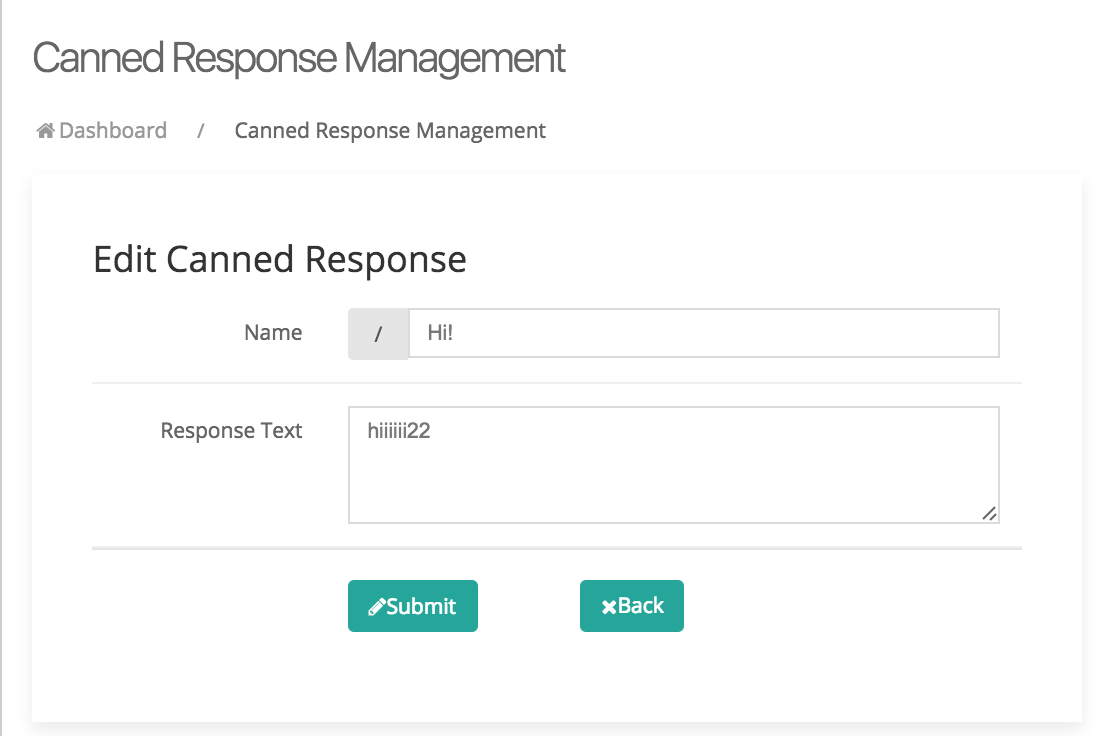 Canned Response Management
Dashboard / Canned Response Management
Edit Canned Response
Name / Hi!
Response Text hiiiiii22
Submit Back